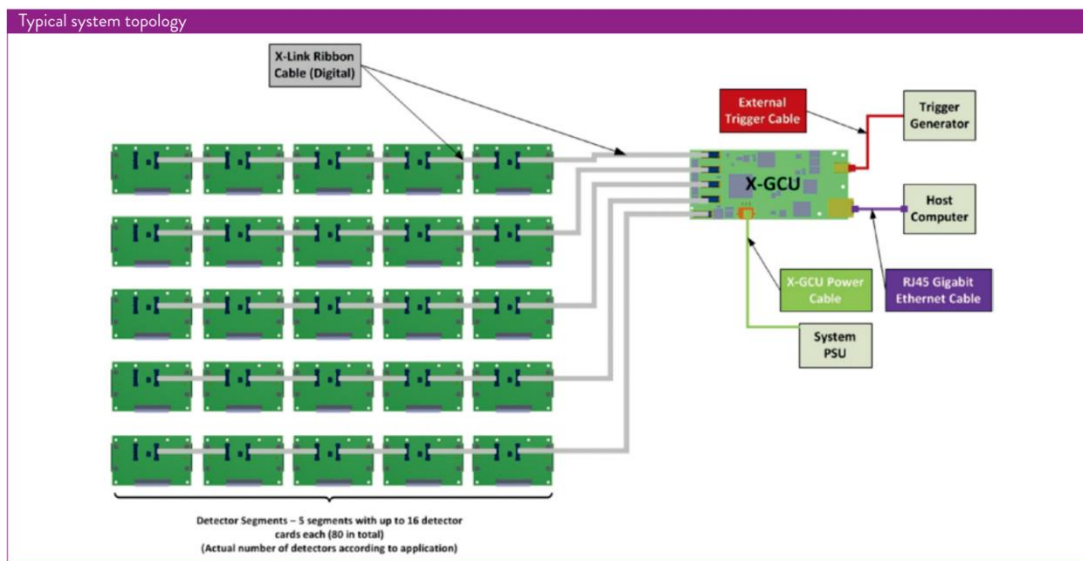 Typical system topology
X-Link Ribbon
Cable (Digital)
External
Trigger Cable
Trigger
Generator
X-GCU
Host
Computer
X-GCU Power
Cable
RJ45 Gigabit
Ethernet Cable
System
PSU
Detector Segments – 5 segments with up to 16 detector
cards each (80 in total)
(Actual number of detectors according to application)